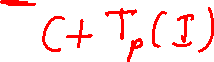 - C + T_p(I)